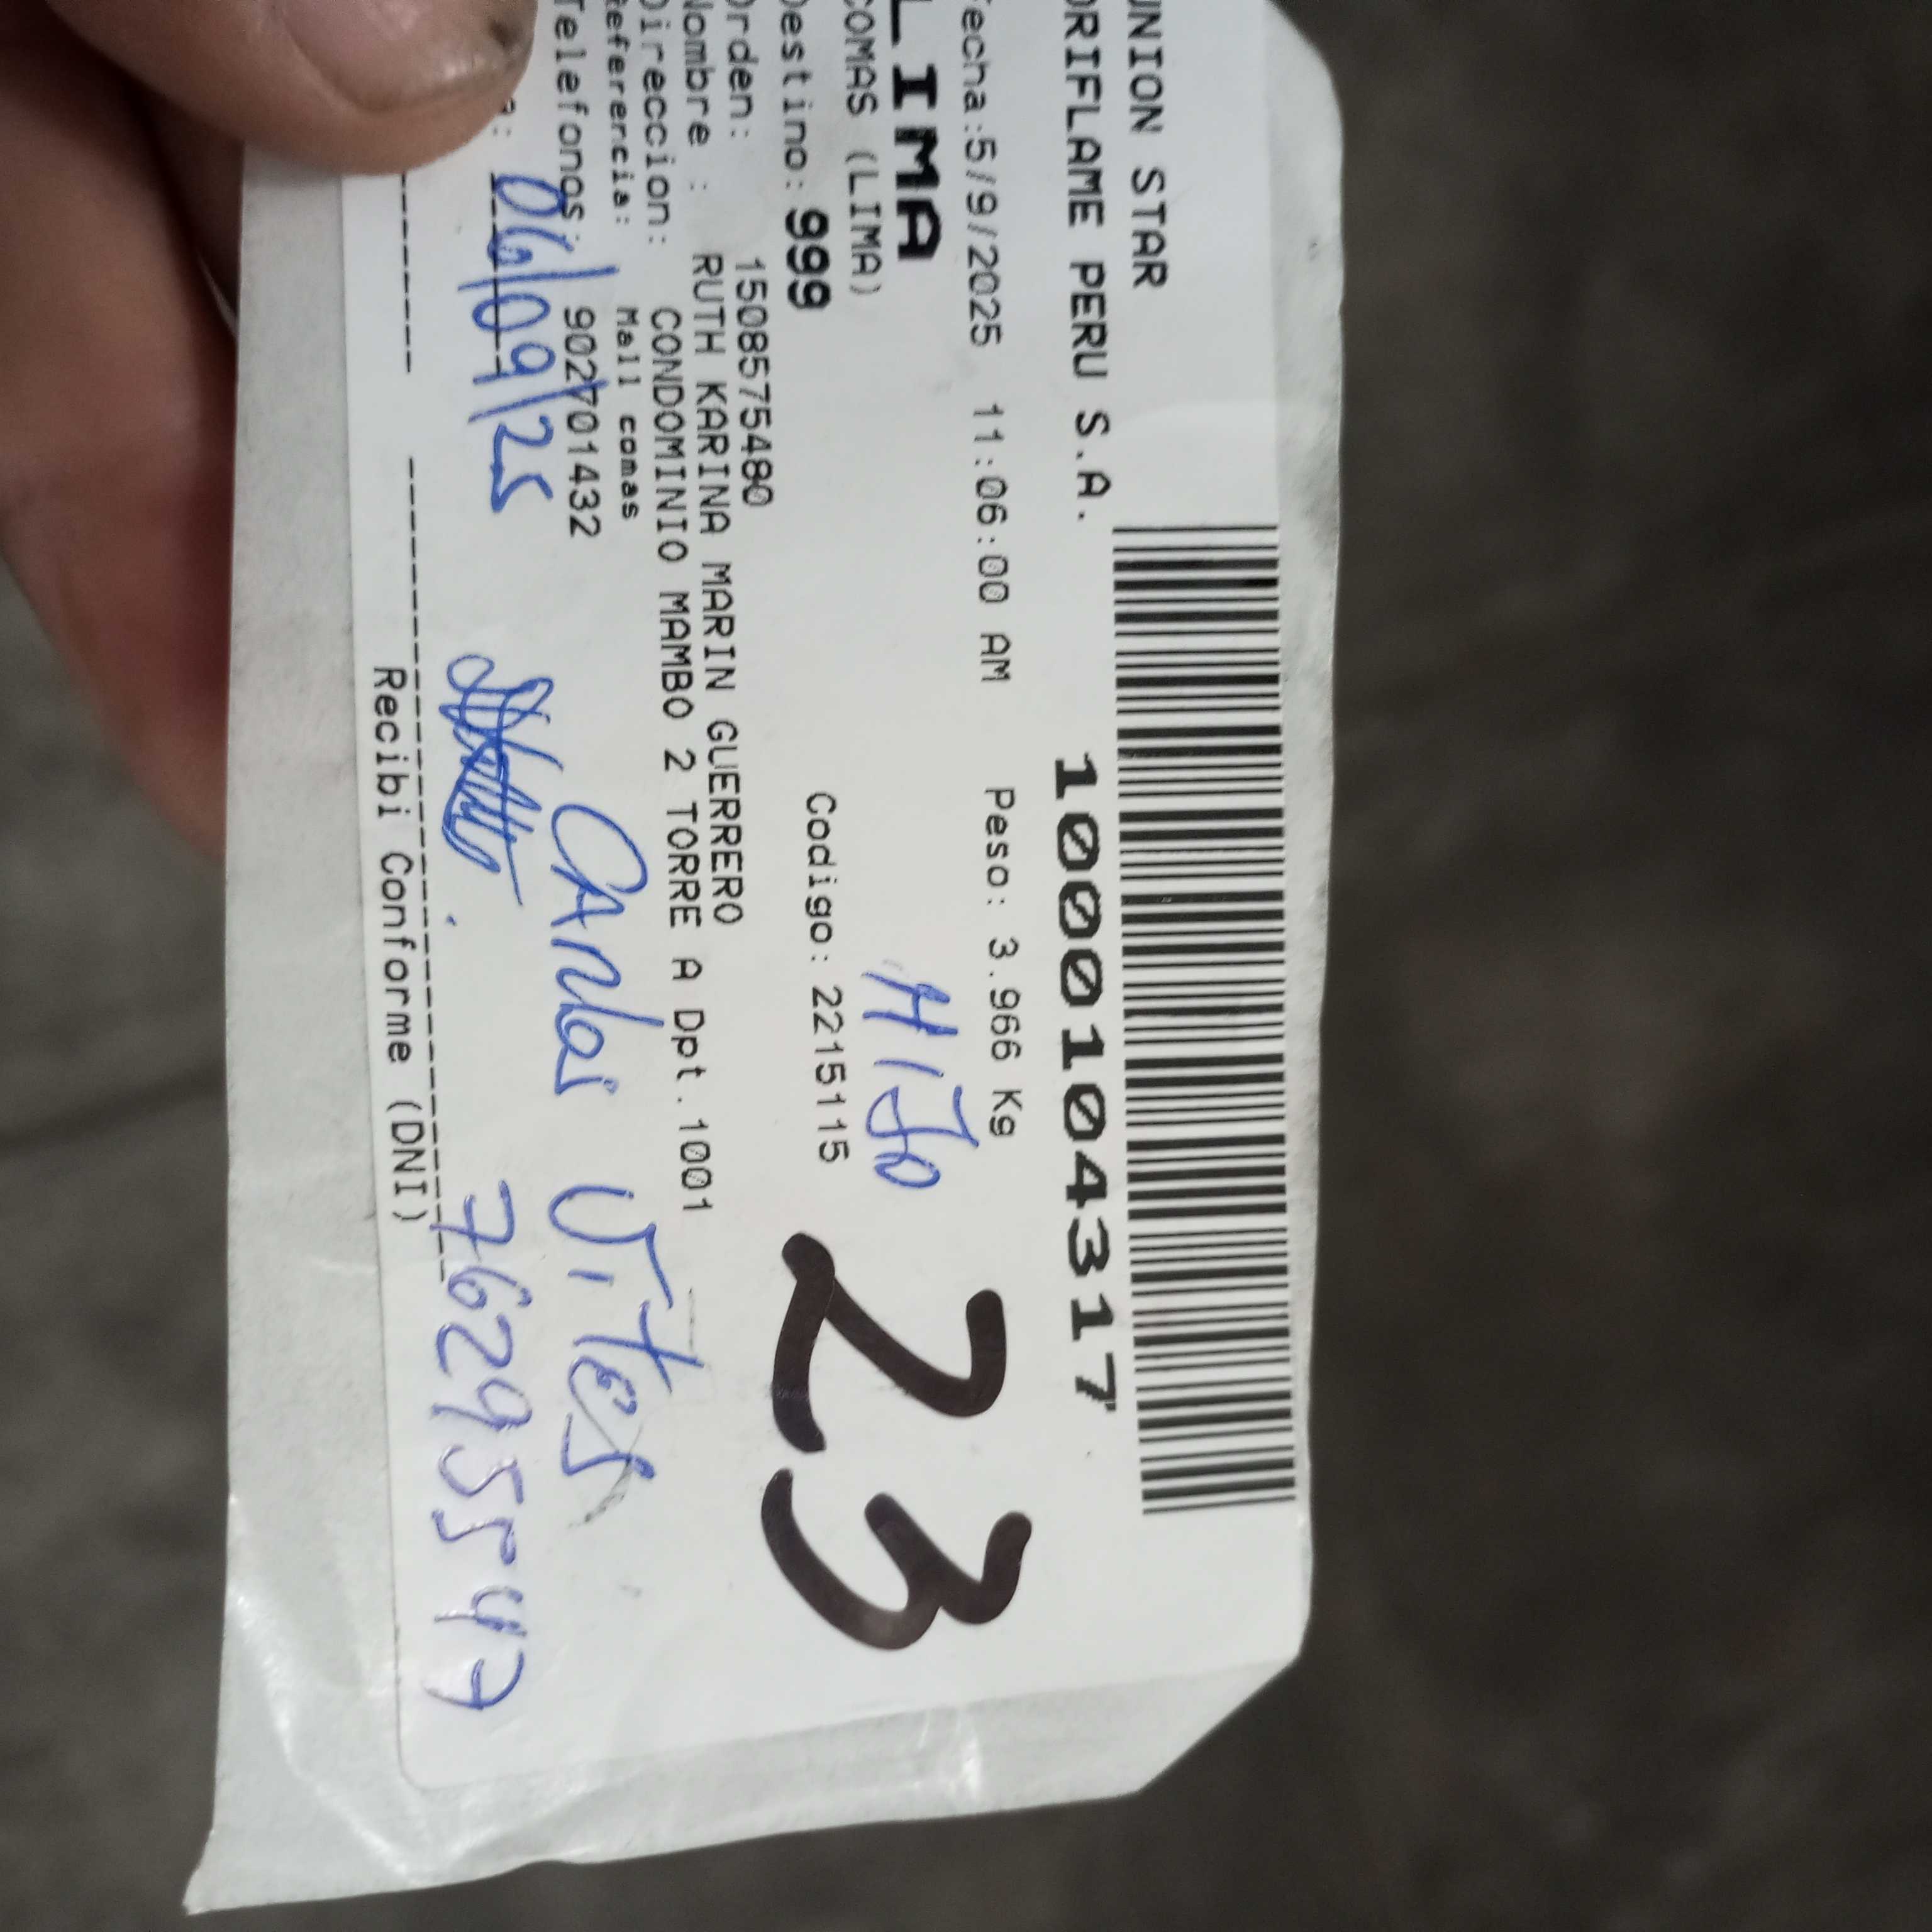 UNION STAR
ORIFLAME PERU S.A.
1000104317
Fecha:5/9/2025 11:06:00 AM Peso: 3.966 Kg
LIMA
HIJO
COMAS (LIMA)
Destino: 999 Codigo: 2215115
23
Orden: 1508575480
Nombre : RUTH KARINA MARIN GUERRERO
Direccion: CONDOMINIO MAMBO 2 TORRE A Dpt.1001
Referencia: Mall comas
Telefonos: 902701432
CArlos Vites
06/09/25
76295547
Recibi Conforme (DNI)